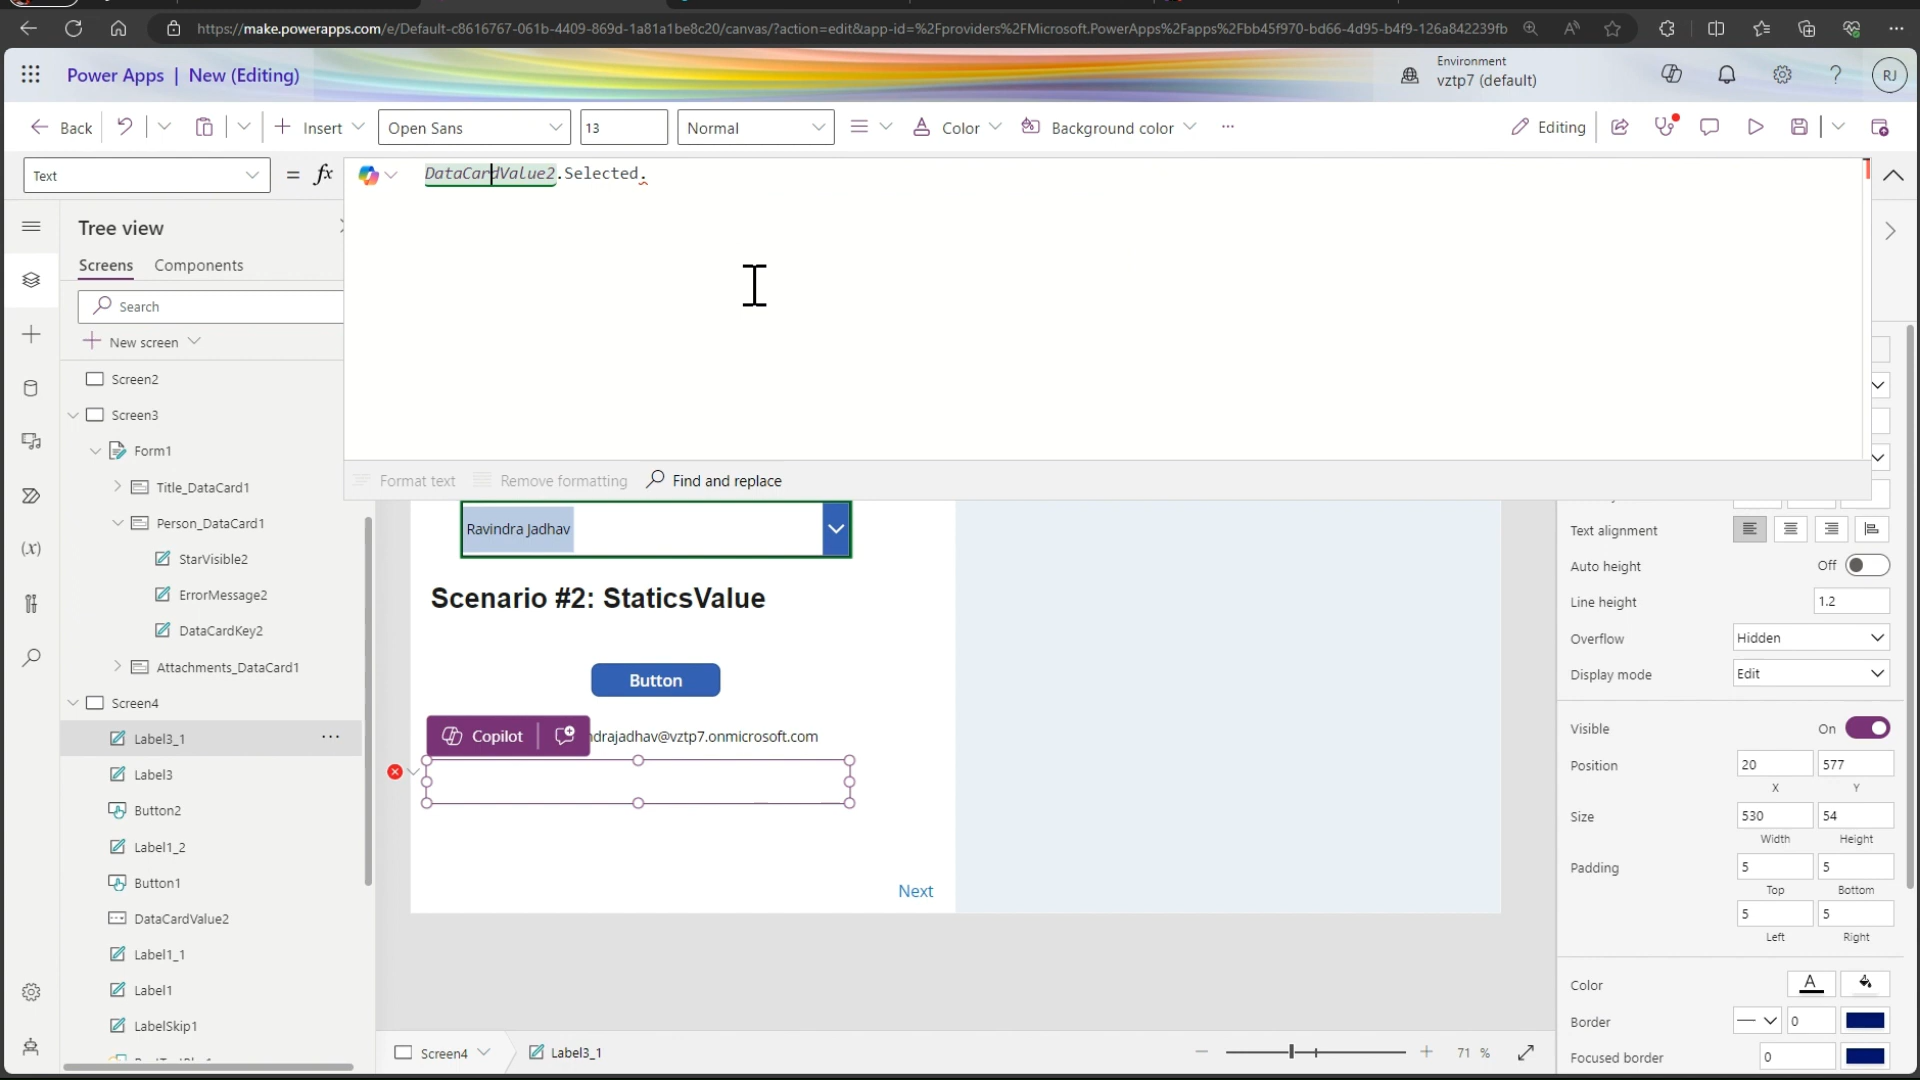 https://make.powerapps.com/e/Default-c8616767-061b-4409-869d-1a81a1be8c20/canvas/?action=edit&app-id=%2Fproviders%2FMicrosoft.PowerApps%2Fapps%2Fbb45f970-bd66-4d95-b4f9-126a842239fb
Power Apps | New (Editing)
Environment
vztp7 (default)
RJ
Back
Insert
Open Sans
13
Normal
Color
Background color
Editing
Text
= fx
DataCardValue2.Selected.
Tree view
Screens
Components
Search
New screen
Screen2
Screen3
Form1
Title_DataCard1
Person_DataCard1
StarVisible2
ErrorMessage2
DataCardKey2
Attachments_DataCard1
Screen4
Label3_1
Label3
Button2
Label1_2
Button1
DataCardValue2
Label1_1
Label1
LabelSkip1
Format text
Remove formatting
Find and replace
Ravindra Jadhav
Scenario #2: StaticsValue
Button
Copilot
ndrajadhav@vztp7.onmicrosoft.com
Next
Screen4
Label3_1
71 %
Text alignment
Auto height
Off
Line height
1.2
Overflow
Hidden
Display mode
Edit
Visible
On
Position
20
577
X
Y
Size
530
54
Width
Height
Padding
5
5
Top
Bottom
5
5
Left
Right
Color
A
Border
0
Focused border
0